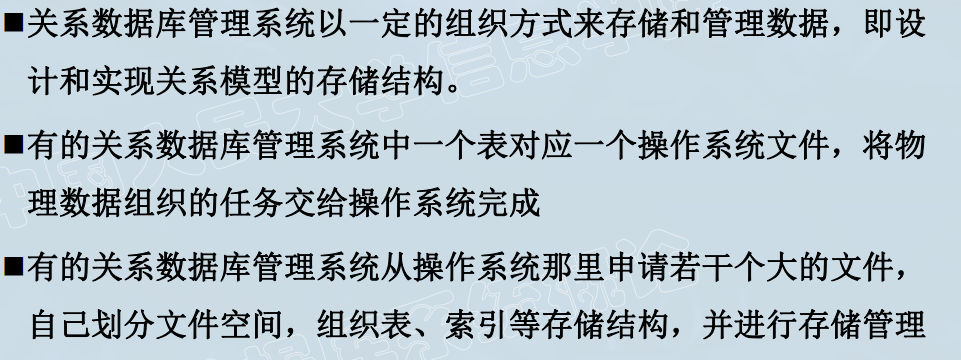 ■关系数据库管理系统以一定的组织方式来存储和管理数据，即设
计和实现关系模型的存储结构。
■有的关系数据库管理系统中一个表对应一个操作系统文件，将物
理数据组织的任务交给操作系统完成
■有的关系数据库管理系统从操作系统那里申请若干个大的文件，
自己划分文件空间，组织表、索引等存储结构，并进行存储管理